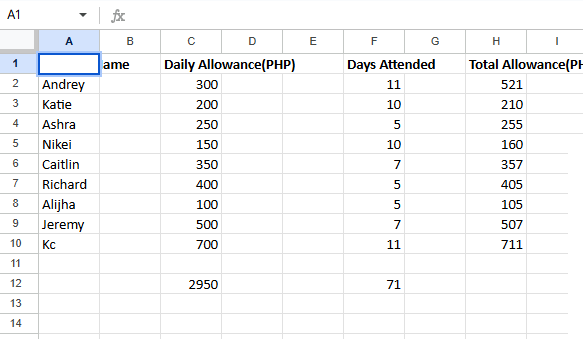 A1 fx
A B C D E F G H I
1 ame Daily Allowance(PHP) Days Attended Total Allowance(PH
2 Andrey 300 11 521
3 Katie 200 10 210
4 Ashra 250 5 255
5 Nikei 150 10 160
6 Caitlin 350 7 357
7 Richard 400 5 405
8 Alijha 100 5 105
9 Jeremy 500 7 507
10 Kc 700 11 711
11
12 2950 71
13
14